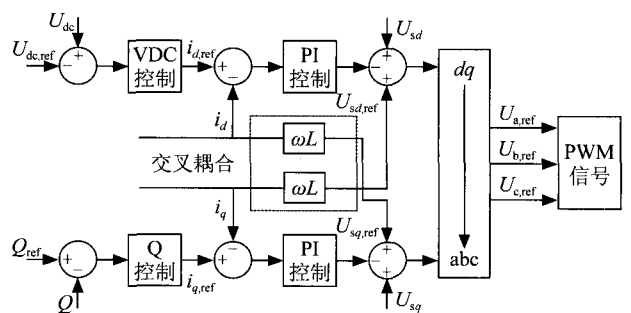 U_dc
U_dc,ref
VDC
控制
i_d,ref
PI
控制
U_sd
U_sd,ref
i_d
交叉耦合
ωL
ωL
i_q
dq
abc
U_a,ref
U_b,ref
U_c,ref
PWM
信号
Q_ref
Q
Q
控制
i_q,ref
PI
控制
U_sq,ref
U_sq